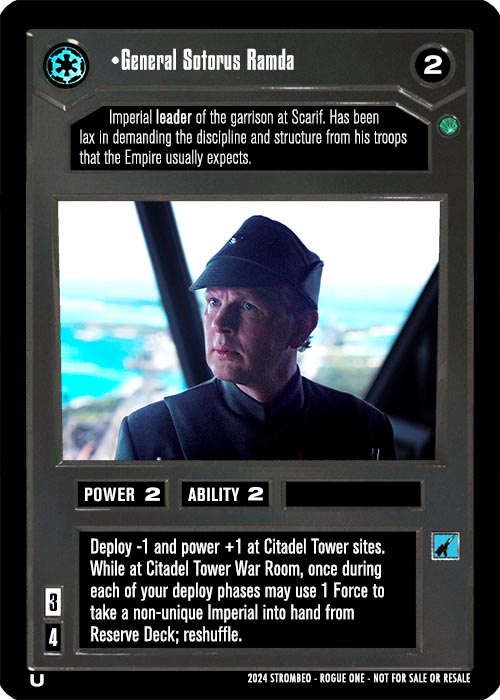 •General Sotorus Ramda
2
Imperial leader of the garrison at Scarif. Has been
lax in demanding the discipline and structure from his troops
that the Empire usually expects.
POWER 2
ABILITY 2
Deploy -1 and power +1 at Citadel Tower sites.
While at Citadel Tower War Room, once during
each of your deploy phases may use 1 Force to
take a non-unique Imperial into hand from
Reserve Deck; reshuffle.
3
4
U
2024 STROMBEO - ROGUE ONE - NOT FOR SALE OR RESALE